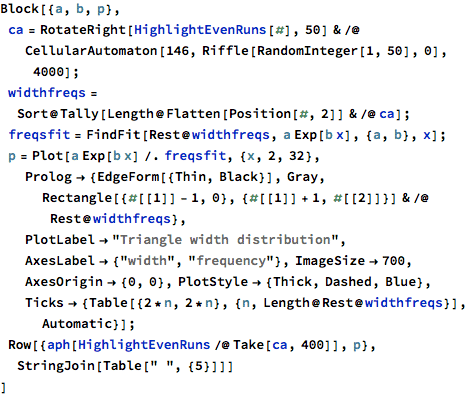 Block[{a, b, p},
ca = RotateRight[HighlightEvenRuns[#], 50] & /@
CellularAutomaton[146, Riffle[RandomInteger[1, 50], 0],
4000];
widthfreqs =
Sort@Tally[Length@Flatten[Position[#, 2]] & /@ ca];
freqsfit = FindFit[Rest@widthfreqs, a Exp[b x], {a, b}, x];
p = Plot[a Exp[b x] /. freqsfit, {x, 2, 32},
Prolog → {EdgeForm[{Thin, Black}], Gray,
Rectangle[{#[[1]] - 1, 0}, {#[[1]] + 1, #[[2]]}] & /@
Rest@widthfreqs},
PlotLabel → "Triangle width distribution",
AxesLabel → {"width", "frequency"}, ImageSize → 700,
AxesOrigin → {0, 0}, PlotStyle → {Thick, Dashed, Blue},
Ticks → {Table[{2*n, 2*n}, {n, Length@Rest@widthfreqs}],
Automatic}];
Row[{aph[HighlightEvenRuns /@ Take[ca, 400]], p},
StringJoin[Table[" ", {5}]]]
]